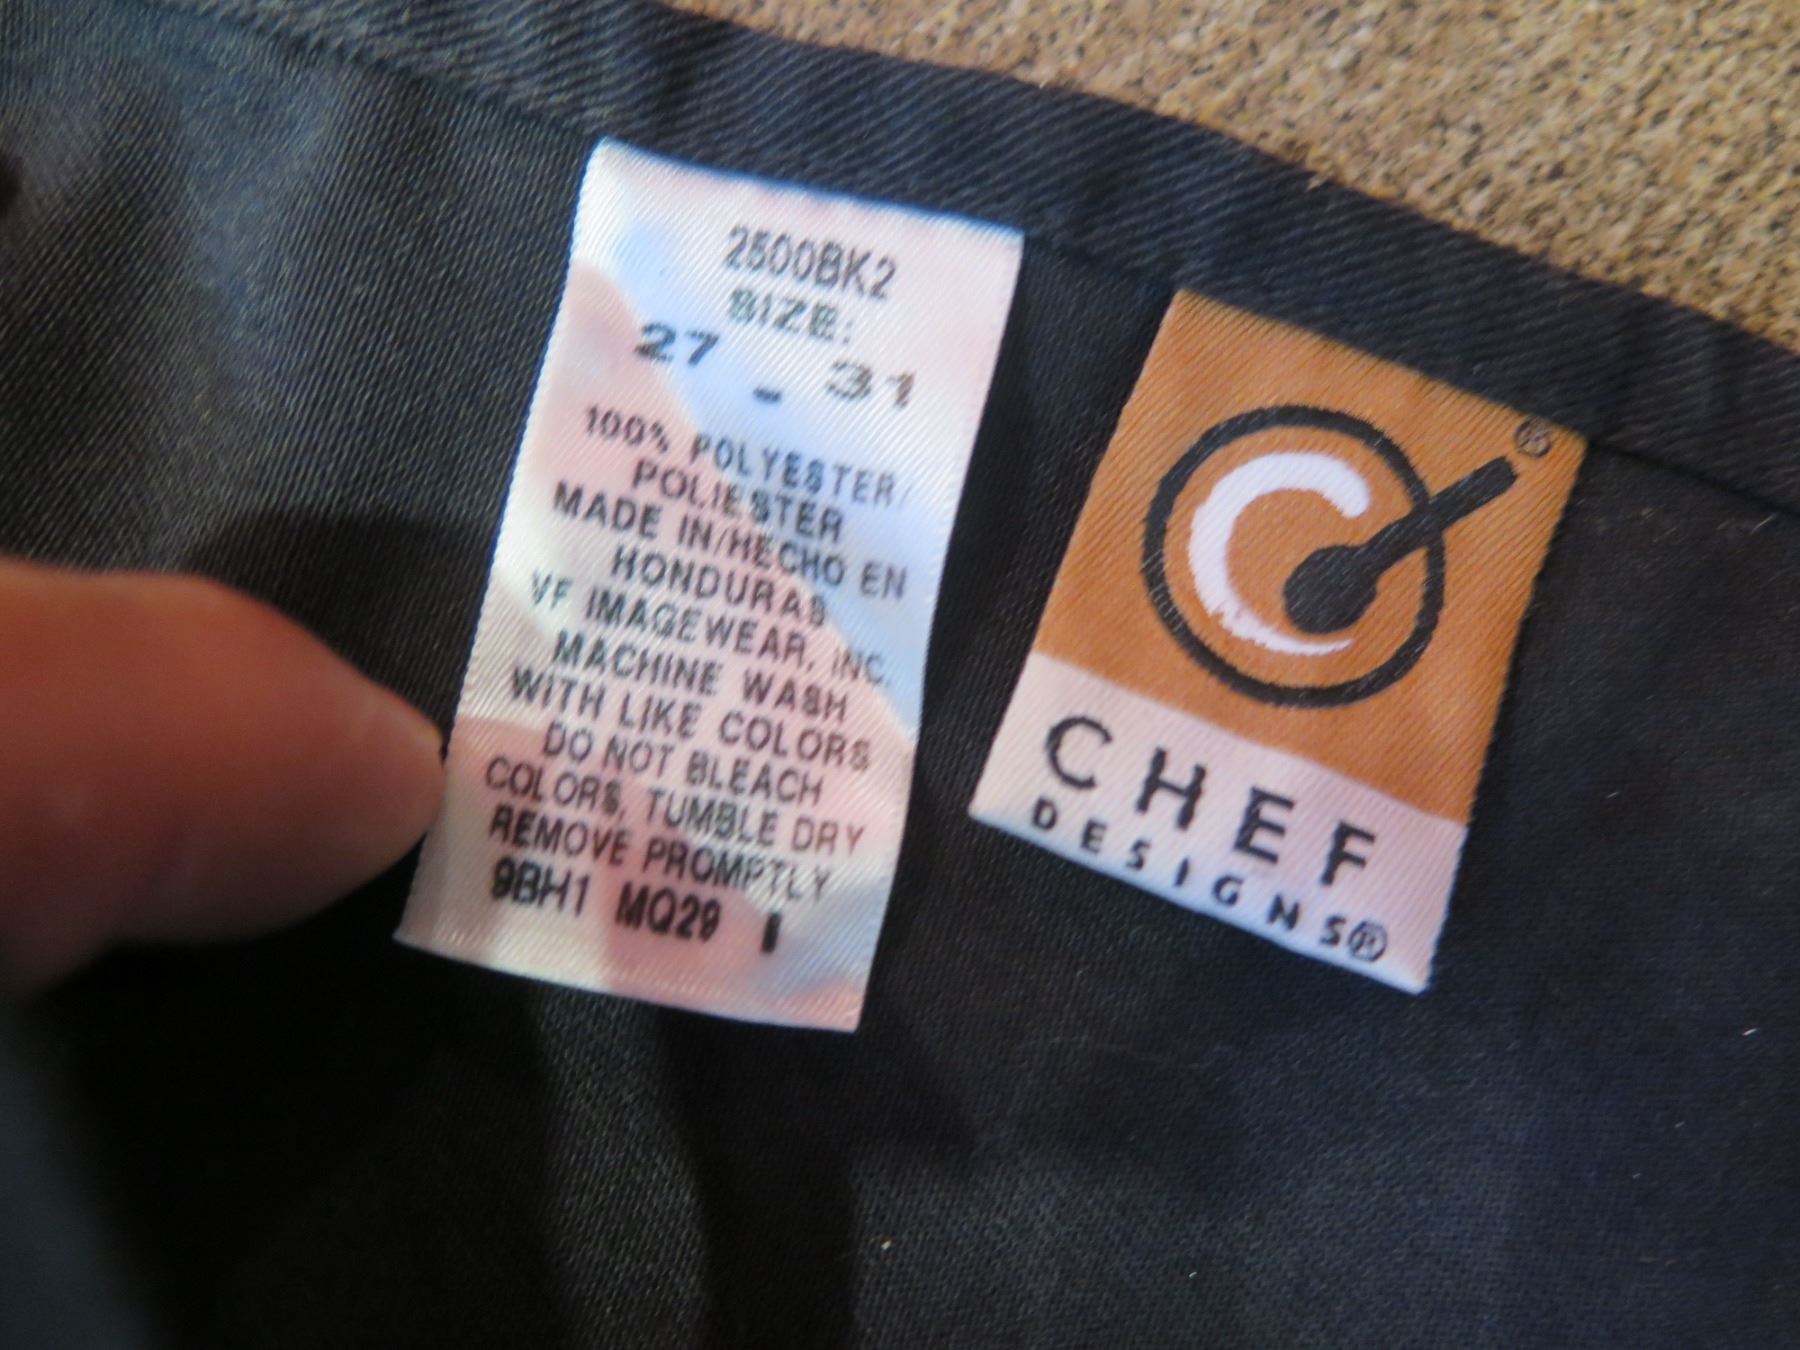 2500BK2
SIZE:
27 - 31
100% POLYESTER/
POLIESTER
MADE IN/HECHO EN
HONDURAS
VF IMAGEWEAR, INC.
MACHINE WASH
WITH LIKE COLORS
DO NOT BLEACH
COLORS, TUMBLE DRY
REMOVE PROMPTLY
9BH1 MQ29 I
C®
CHEF
DESIGNS®